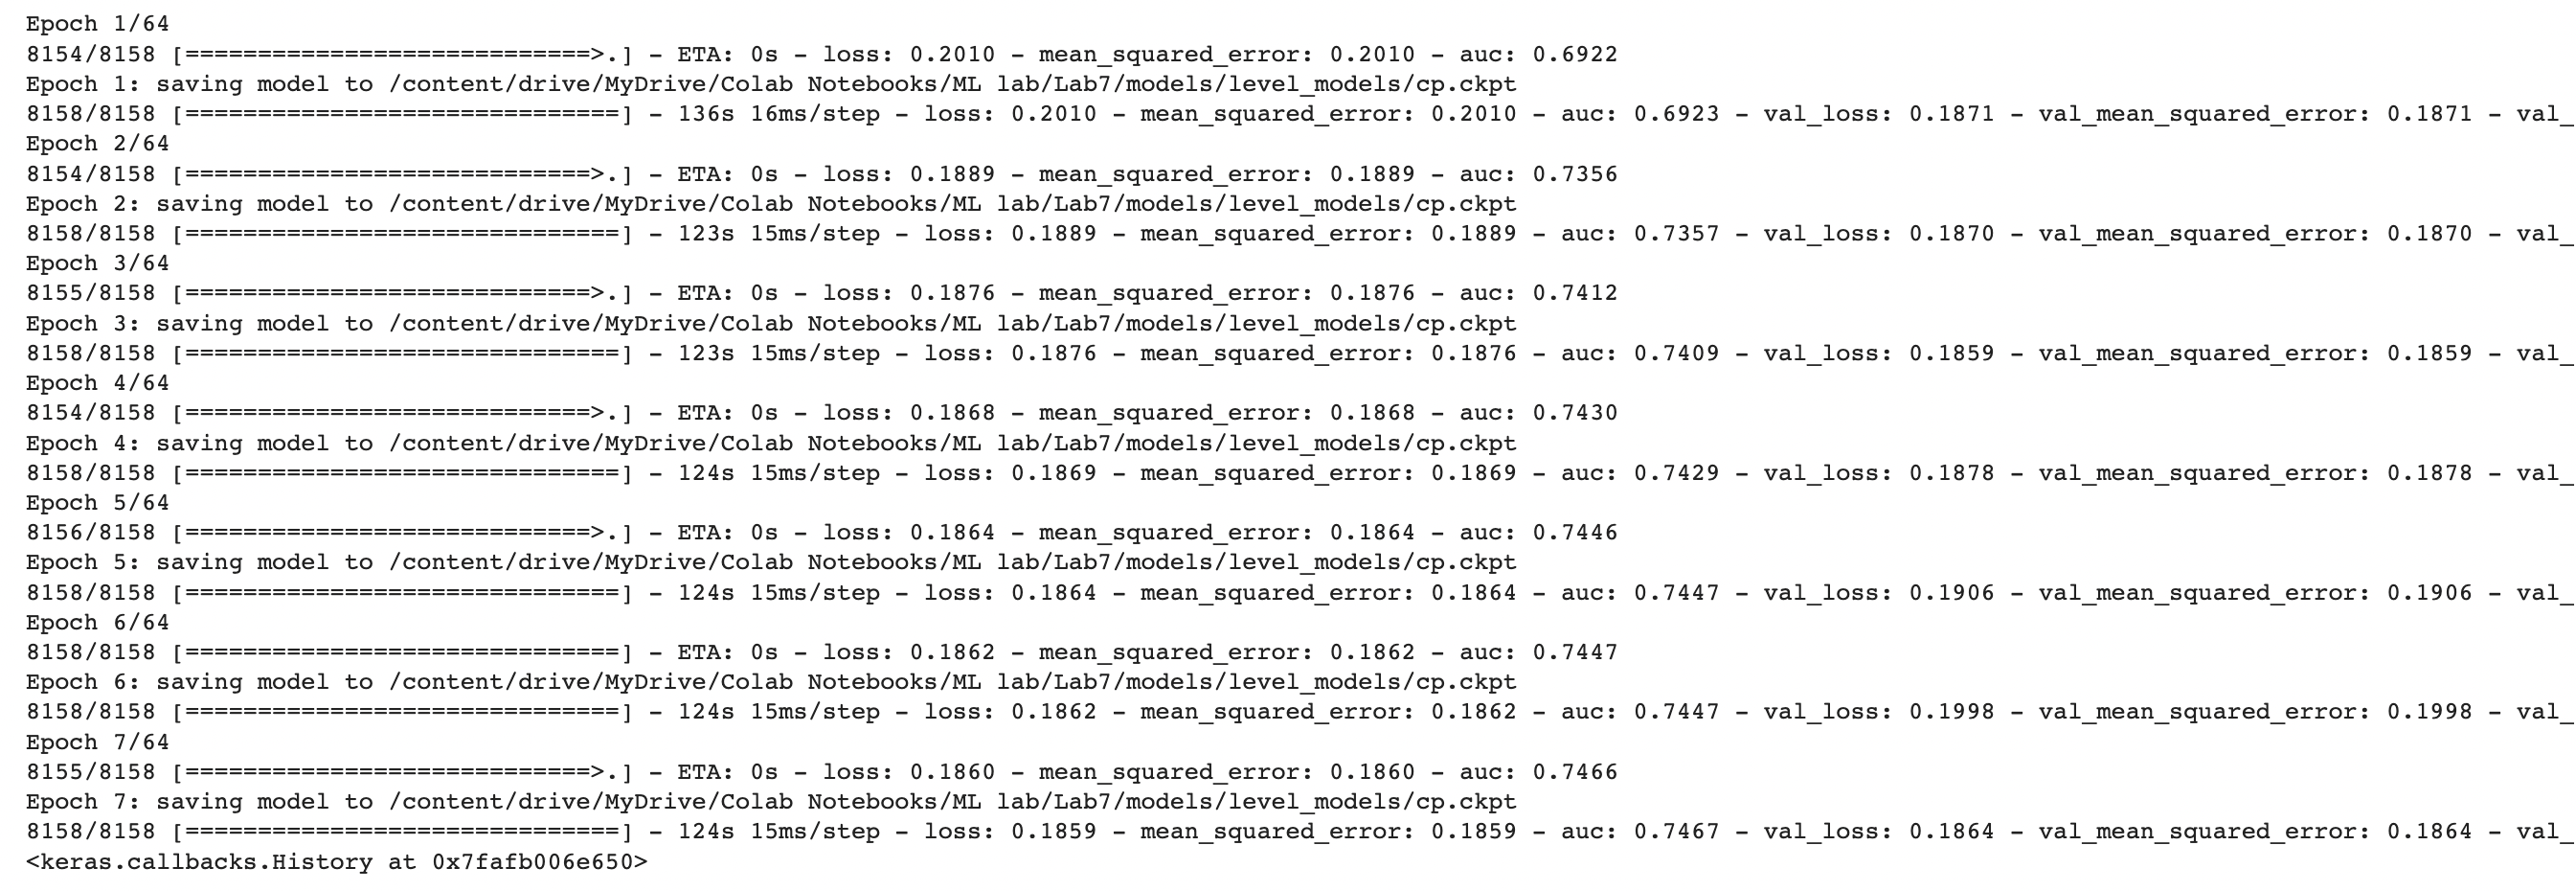 Epoch 1/64
8154/8158 [============================>.] - ETA: 0s - loss: 0.2010 - mean_squared_error: 0.2010 - auc: 0.6922
Epoch 1: saving model to /content/drive/MyDrive/Colab Notebooks/ML lab/Lab7/models/level_models/cp.ckpt
8158/8158 [==============================] - 136s 16ms/step - loss: 0.2010 - mean_squared_error: 0.2010 - auc: 0.6923 - val_loss: 0.1871 - val_mean_squared_error: 0.1871 - val_
Epoch 2/64
8154/8158 [============================>.] - ETA: 0s - loss: 0.1889 - mean_squared_error: 0.1889 - auc: 0.7356
Epoch 2: saving model to /content/drive/MyDrive/Colab Notebooks/ML lab/Lab7/models/level_models/cp.ckpt
8158/8158 [==============================] - 123s 15ms/step - loss: 0.1889 - mean_squared_error: 0.1889 - auc: 0.7357 - val_loss: 0.1870 - val_mean_squared_error: 0.1870 - val_
Epoch 3/64
8155/8158 [============================>.] - ETA: 0s - loss: 0.1876 - mean_squared_error: 0.1876 - auc: 0.7412
Epoch 3: saving model to /content/drive/MyDrive/Colab Notebooks/ML lab/Lab7/models/level_models/cp.ckpt
8158/8158 [==============================] - 123s 15ms/step - loss: 0.1876 - mean_squared_error: 0.1876 - auc: 0.7409 - val_loss: 0.1859 - val_mean_squared_error: 0.1859 - val_
Epoch 4/64
8154/8158 [============================>.] - ETA: 0s - loss: 0.1868 - mean_squared_error: 0.1868 - auc: 0.7430
Epoch 4: saving model to /content/drive/MyDrive/Colab Notebooks/ML lab/Lab7/models/level_models/cp.ckpt
8158/8158 [==============================] - 124s 15ms/step - loss: 0.1869 - mean_squared_error: 0.1869 - auc: 0.7429 - val_loss: 0.1878 - val_mean_squared_error: 0.1878 - val_
Epoch 5/64
8156/8158 [============================>.] - ETA: 0s - loss: 0.1864 - mean_squared_error: 0.1864 - auc: 0.7446
Epoch 5: saving model to /content/drive/MyDrive/Colab Notebooks/ML lab/Lab7/models/level_models/cp.ckpt
8158/8158 [==============================] - 124s 15ms/step - loss: 0.1864 - mean_squared_error: 0.1864 - auc: 0.7447 - val_loss: 0.1906 - val_mean_squared_error: 0.1906 - val_
Epoch 6/64
8158/8158 [==============================] - ETA: 0s - loss: 0.1862 - mean_squared_error: 0.1862 - auc: 0.7447
Epoch 6: saving model to /content/drive/MyDrive/Colab Notebooks/ML lab/Lab7/models/level_models/cp.ckpt
8158/8158 [==============================] - 124s 15ms/step - loss: 0.1862 - mean_squared_error: 0.1862 - auc: 0.7447 - val_loss: 0.1998 - val_mean_squared_error: 0.1998 - val_
Epoch 7/64
8155/8158 [============================>.] - ETA: 0s - loss: 0.1860 - mean_squared_error: 0.1860 - auc: 0.7466
Epoch 7: saving model to /content/drive/MyDrive/Colab Notebooks/ML lab/Lab7/models/level_models/cp.ckpt
8158/8158 [==============================] - 124s 15ms/step - loss: 0.1859 - mean_squared_error: 0.1859 - auc: 0.7467 - val_loss: 0.1864 - val_mean_squared_error: 0.1864 - val_
<keras.callbacks.History at 0x7fafb006e650>